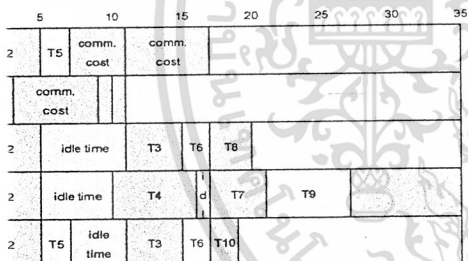 5 10 15 20 25 30 35
2 T5 comm. cost comm. cost
comm. cost
2 idle time T3 T6 T8
2 idle time T4 d T7 T9
2 T5 idle time T3 T6 T10